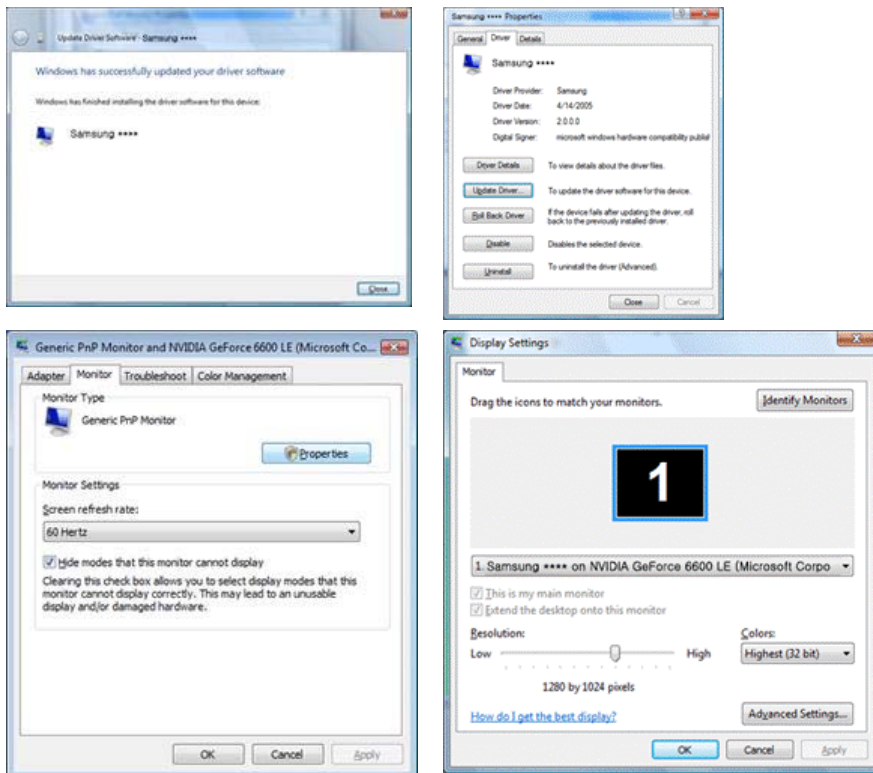 Update Driver Software - Samsung ••••
Windows has successfully updated your driver software
Windows has finished installing the driver software for this device:
Samsung ••••
Close
Samsung •••• Properties
General Driver Details
Samsung ••••
Driver Provider: Samsung
Driver Date: 4/14/2005
Driver Version: 2.0.0.0
Digital Signer: microsoft windows hardware compatibility publisl
Driver Details To view details about the driver files.
Update Driver... To update the driver software for this device.
Roll Back Driver If the device fails after updating the driver, roll
back to the previously installed driver.
Disable Disables the selected device.
Uninstall To uninstall the driver (Advanced).
Close Cancel
Generic PnP Monitor and NVIDIA GeForce 6600 LE (Microsoft Co...
Adapter Monitor Troubleshoot Color Management
Monitor Type
Generic PnP Monitor
Properties
Monitor Settings
Screen refresh rate:
60 Hertz
Hide modes that this monitor cannot display
Clearing this check box allows you to select display modes that this
monitor cannot display correctly. This may lead to an unusable
display and/or damaged hardware.
OK Cancel Apply
Display Settings
Monitor
Drag the icons to match your monitors. Identify Monitors
1
1. Samsung •••• on NVIDIA GeForce 6600 LE (Microsoft Corpo
This is my main monitor
Extend the desktop onto this monitor
Resolution: Colors:
Low High Highest (32 bit)
1280 by 1024 pixels
How do I get the best display? Advanced Settings...
OK Cancel Apply